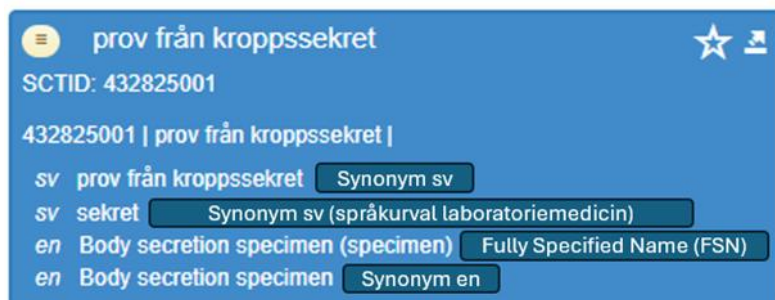 prov från kroppssekret
SCTID: 432825001
432825001 | prov från kroppssekret |
sv prov från kroppssekret Synonym sv
sv sekret Synonym sv (språkurval laboratoriemedicin)
en Body secretion specimen (specimen) Fully Specified Name (FSN)
en Body secretion specimen Synonym en